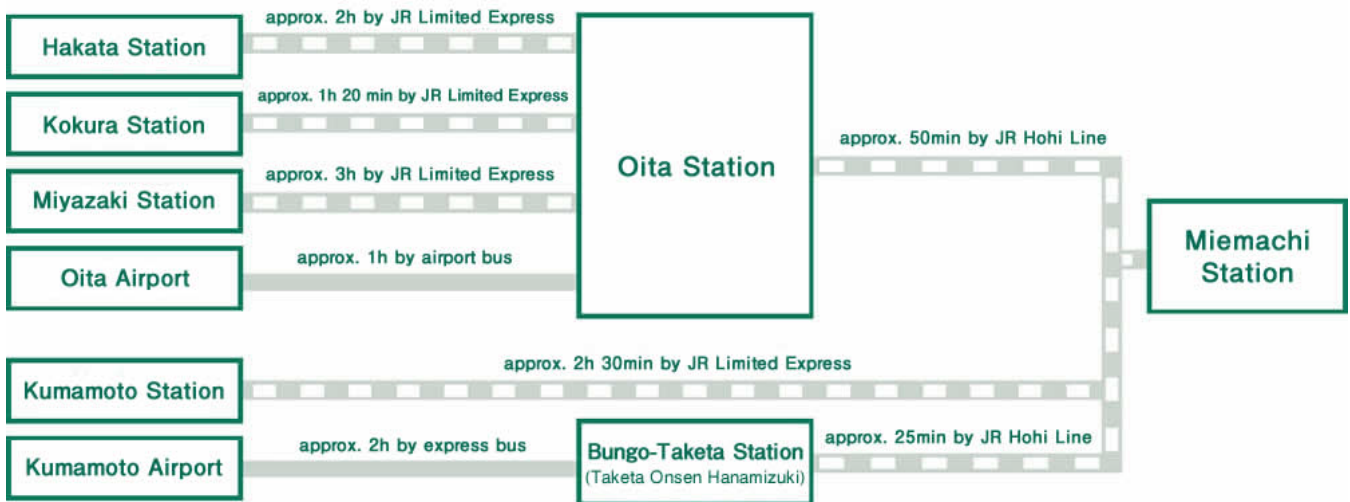 approx. 2h by JR Limited Express
Hakata Station
approx. 1h 20 min by JR Limited Express
Kokura Station
approx. 3h by JR Limited Express
Miyazaki Station
approx. 1h by airport bus
Oita Airport
Oita Station
approx. 50min by JR Hohi Line
Miemachi
Station
approx. 2h 30min by JR Limited Express
Kumamoto Station
approx. 2h by express bus
Kumamoto Airport
Bungo-Taketa Station
(Taketa Onsen Hanamizuki)
approx. 25min by JR Hohi Line